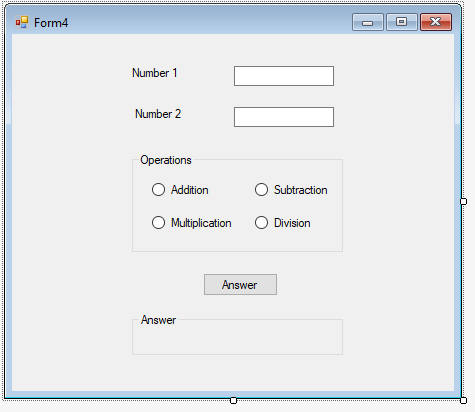 Form4
Number 1
Number 2
Operations
Addition Subtraction
Multiplication Division
Answer
Answer